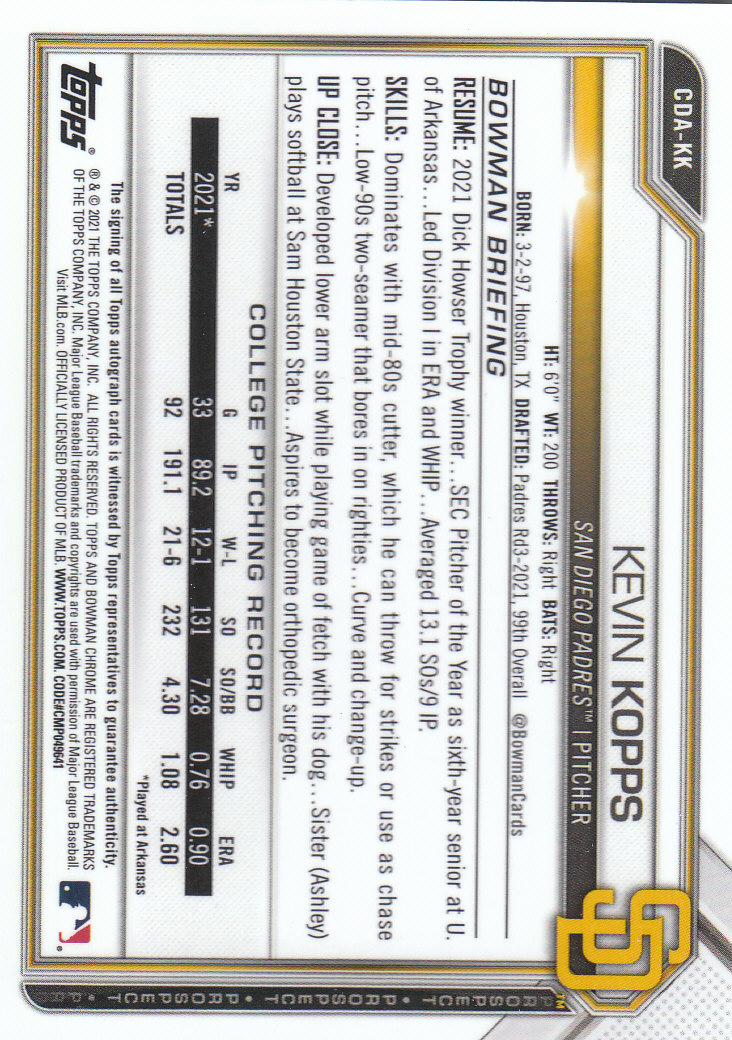 CDA-KK
KEVIN KOPPS
SAN DIEGO PADRES™ | PITCHER
SD
HT: 6'0" WT: 200 THROWS: Right BATS: Right
BORN: 3-2-97, Houston, TX DRAFTED: Padres Rd3-2021, 99th Overall @BowmanCards
BOWMAN BRIEFING
RESUME: 2021 Dick Howser Trophy winner...SEC Pitcher of the Year as sixth-year senior at U.
of Arkansas...Led Division I in ERA and WHIP...Averaged 13.1 SOs/9 IP.
SKILLS: Dominates with mid-80s cutter, which he can throw for strikes or use as chase
pitch...Low-90s two-seamer that bores in on righties...Curve and change-up.
UP CLOSE: Developed lower arm slot while playing game of fetch with his dog...Sister (Ashley)
plays softball at Sam Houston State...Aspires to become orthopedic surgeon.
COLLEGE PITCHING RECORD
YR G IP W-L SO SO/BB WHIP ERA
2021* 33 89.2 12-1 131 7.28 0.76 0.90
TOTALS 92 191.1 21-6 232 4.30 1.08 2.60
*Played at Arkansas
The signing of all Topps autograph cards is witnessed by Topps representatives to guarantee authenticity.
® & © 2021 THE TOPPS COMPANY, INC. ALL RIGHTS RESERVED. TOPPS AND BOWMAN CHROME ARE REGISTERED TRADEMARKS
OF THE TOPPS COMPANY, INC. Major League Baseball trademarks and copyrights are used with permission of Major League Baseball.
Visit MLB.com. OFFICIALLY LICENSED PRODUCT OF MLB. WWW.TOPPS.COM. CODE#CMP049641
topps®
PROSPECT • PROSPECT • PROSPECT • PR